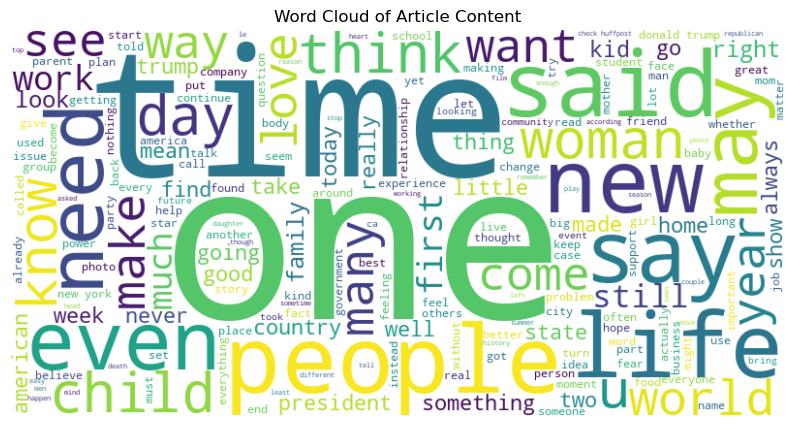 Word Cloud of Article Content
see
way
think
want
kid
go
right
donald trump
check huffpost
republican
top
start
told
parent
plan
trump
company
love
question
school
heart
le
reason
making
try
enough
student
face
man
great
mom
matter
work
look
getting
put
continue
nothing
time
day
body
yet
let
looking
film
said
mother
lot
may
give
used
issue
group
become
back
america
mean
talk
call
seem
stop
today
really
relationship
community
read
according
friend
woman
whether
baby
point
need
every
party
find
found
take
around
experience
thing
little
change
remember
new
always
know
called
asked
make
future
help
star
daughter
though
one
working
play
season
live
thought
event
big
keep
case
made
girl
home
long
show
year
already
power
photo
much
going
another
good
story
family
many
ca
best
government
first
feel
others
come
say
support
important
job
new york
head
week
never
kind
sometime
took
fact
feeling
left
problem
city
still
couple
american
even
place
country
well
better
summer
history
state
often
hope
actually
business
might
move
life
believe
death
set
everything
people
instead
without
got
real
turn
idea
word
part
fear
use
bring
easy
men
happen
mind
child
must
end
least
different
president
tell
something
person
moment
someone
food
everyone
two
u
name
world